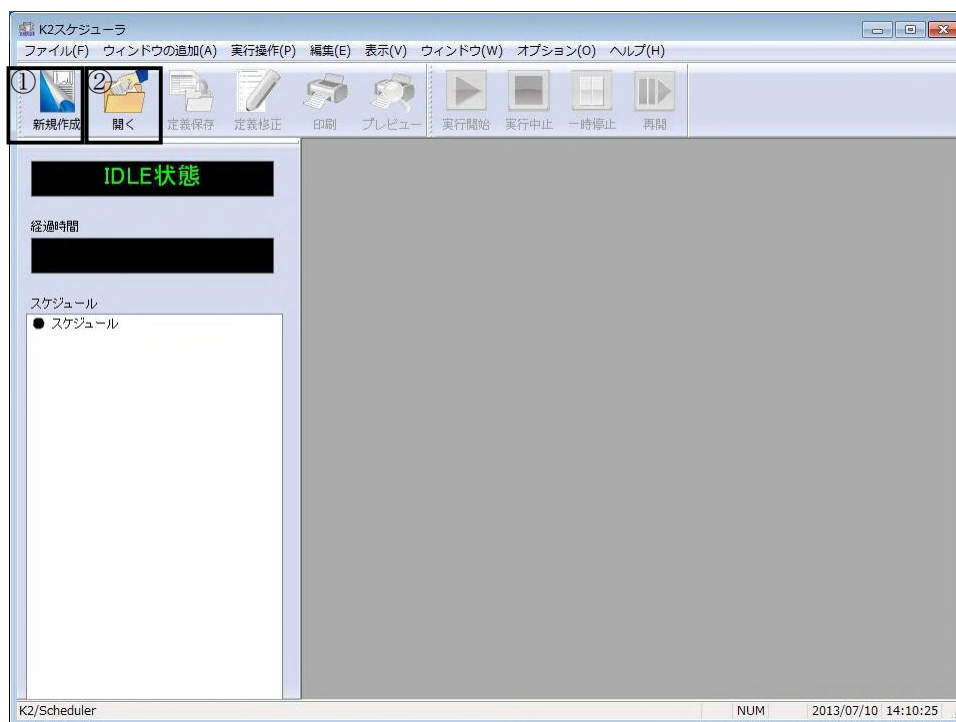 K2スケジューラ
ファイル(F) ウィンドウの追加(A) 実行操作(P) 編集(E) 表示(V) ウィンドウ(W) オプション(O) ヘルプ(H)
① ②
新規作成 開く 定義保存 定義修正 印刷 プレビュー 実行開始 実行中止 一時停止 再開
IDLE状態
経過時間
スケジュール
● スケジュール
K2/Scheduler NUM 2013/07/10 14:10:25